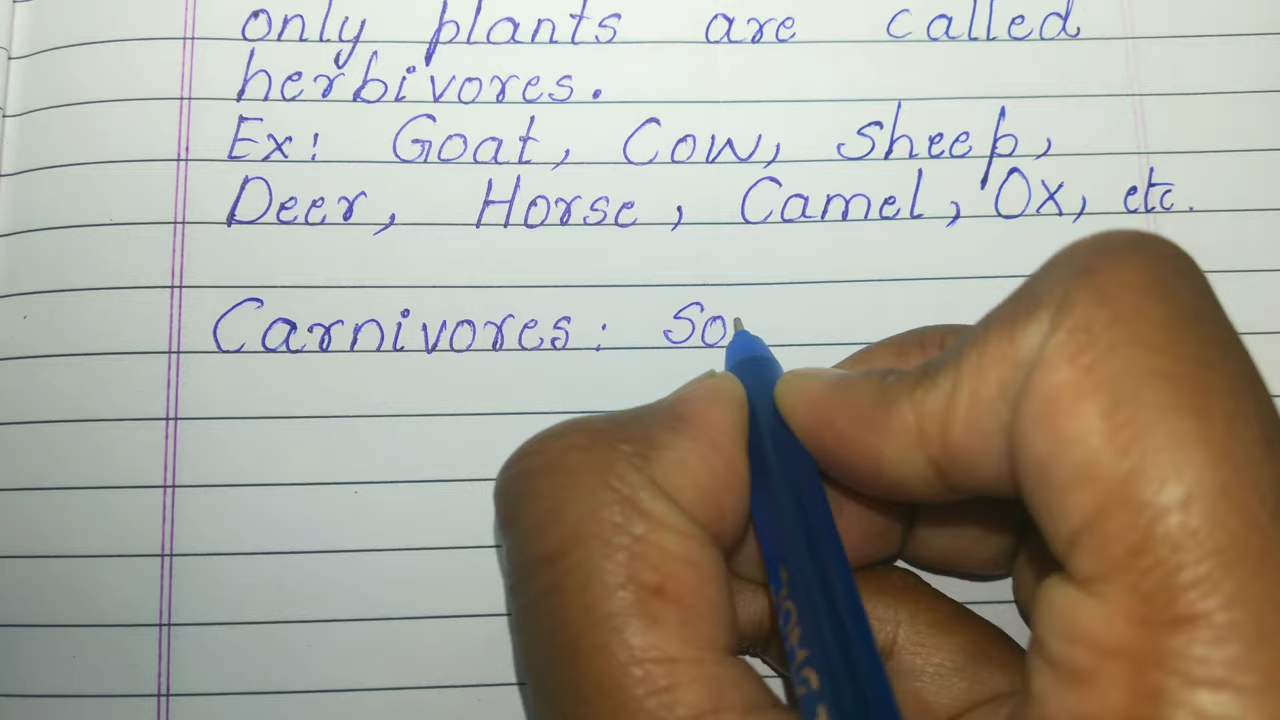 only plants are called
herbivores.
Ex: Goat, Cow, Sheep,
Deer, Horse, Camel, Ox, etc.
Carnivores: So